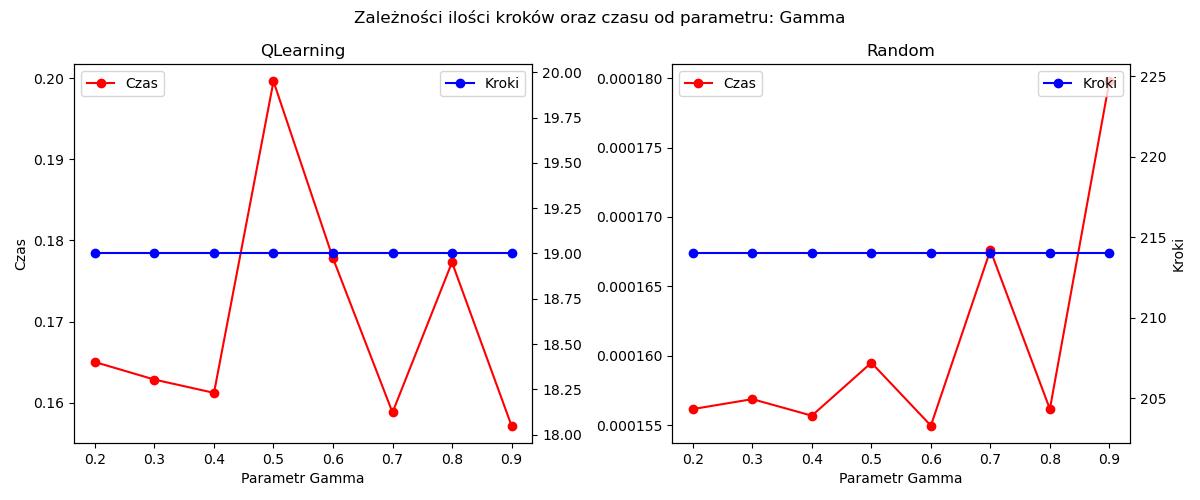 Zależności ilości kroków oraz czasu od parametru: Gamma
QLearning
Czas
Kroki
0.20
0.19
0.18
0.17
0.16
Czas
20.00
19.75
19.50
19.25
19.00
18.75
18.50
18.25
18.00
0.2 0.3 0.4 0.5 0.6 0.7 0.8 0.9
Parametr Gamma
Random
Czas
Kroki
0.000180
0.000175
0.000170
0.000165
0.000160
0.000155
225
220
215
210
205
Kroki
0.2 0.3 0.4 0.5 0.6 0.7 0.8 0.9
Parametr Gamma